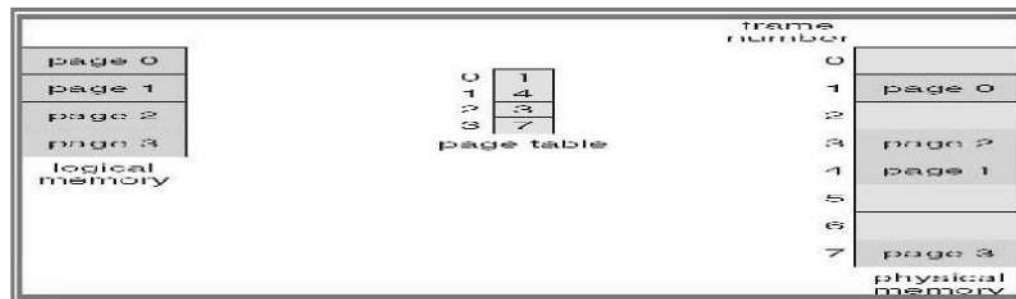 page 0
page 1
page 2
page 3
logical
memory
0 1
1 4
2 3
3 7
page table
frame
number
0
1 page 0
2
3 page 2
4 page 1
5
6
7 page 3
physical
memory